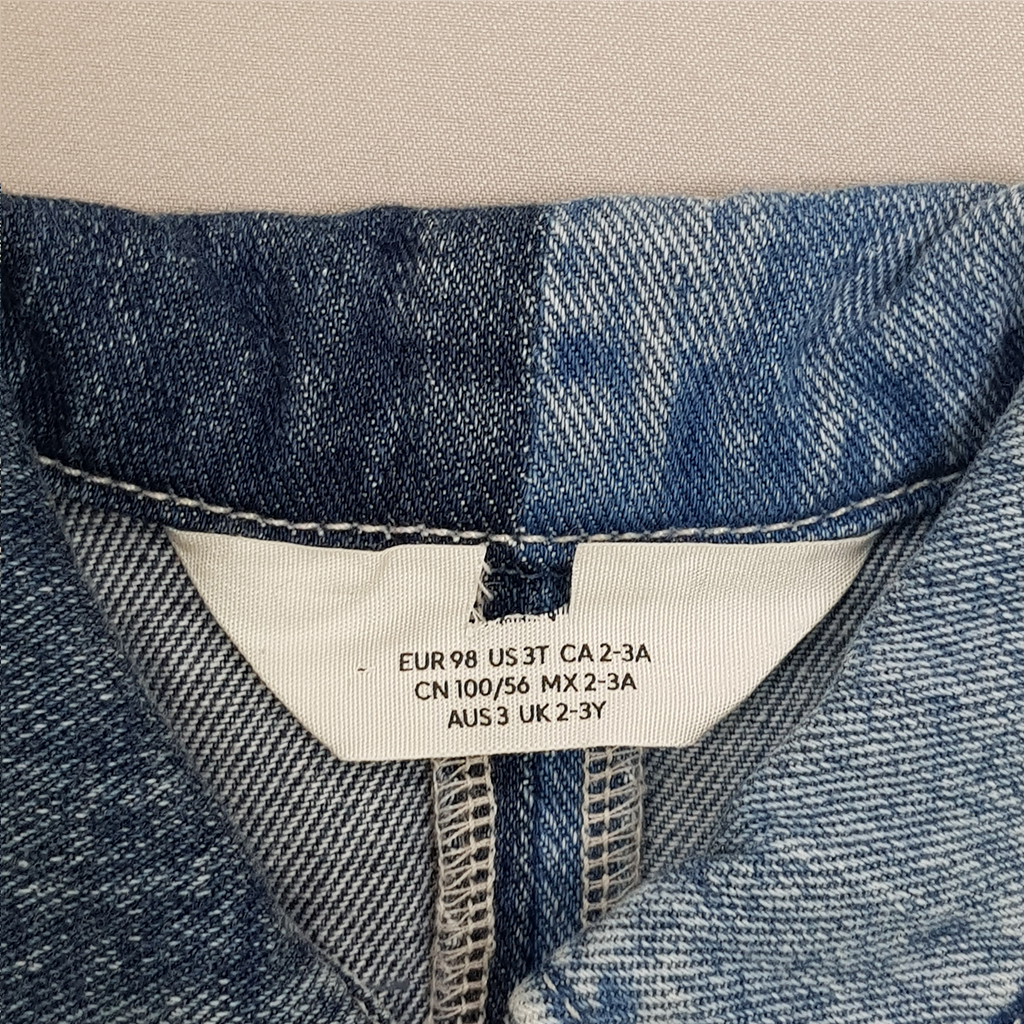 EUR 98 US 3T CA 2-3A
CN 100/56 MX 2-3A
AUS 3 UK 2-3Y